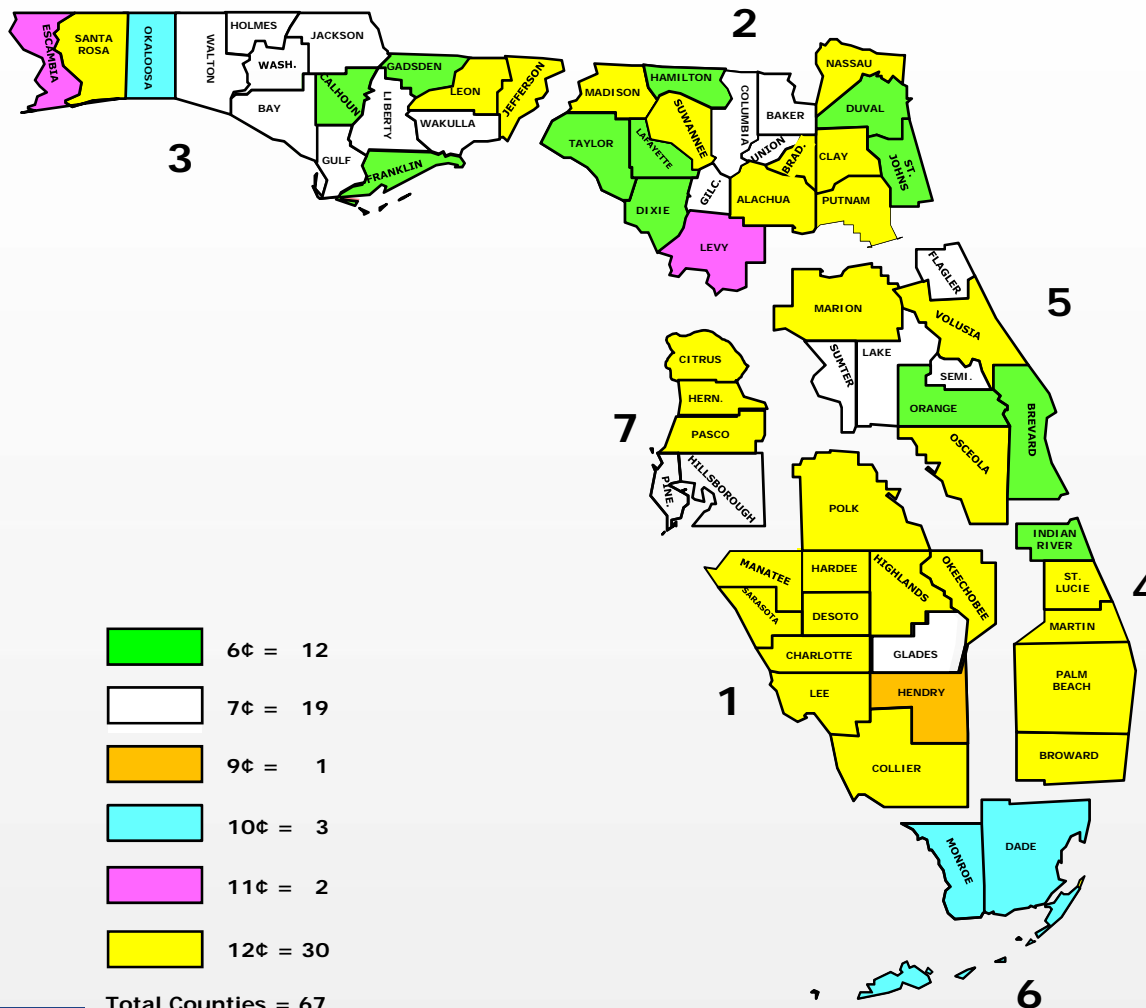 2
HOLMES
JACKSON
ESCAMBIA
SANTA
ROSA
OKALOOSA
WALTON
WASH.
BAY
CALHOUN
GADSDEN
LIBERTY
LEON
JEFFERSON
WAKULLA
GULF
FRANKLIN
3
NASSAU
HAMILTON
MADISON
COLUMBIA
BAKER
DUVAL
SUWANNEE
TAYLOR
LAFAYETTE
UNION
BRAD.
CLAY
ST.
JOHNS
GILC.
ALACHUA
PUTNAM
DIXIE
LEVY
FLAGLER
5
MARION
VOLUSIA
SUMTER
LAKE
SEMI.
ORANGE
BREVARD
OSCEOLA
CITRUS
HERN.
7
PASCO
PINE.
HILLSBOROUGH
POLK
INDIAN
RIVER
MANATEE
HARDEE
HIGHLANDS
OKEECHOBEE
ST.
LUCIE
4
SARASOTA
DESOTO
MARTIN
CHARLOTTE
GLADES
1
LEE
HENDRY
PALM
BEACH
COLLIER
BROWARD
MONROE
DADE
6
6¢ = 12
7¢ = 19
9¢ = 1
10¢ = 3
11¢ = 2
12¢ = 30
Total Counties = 67